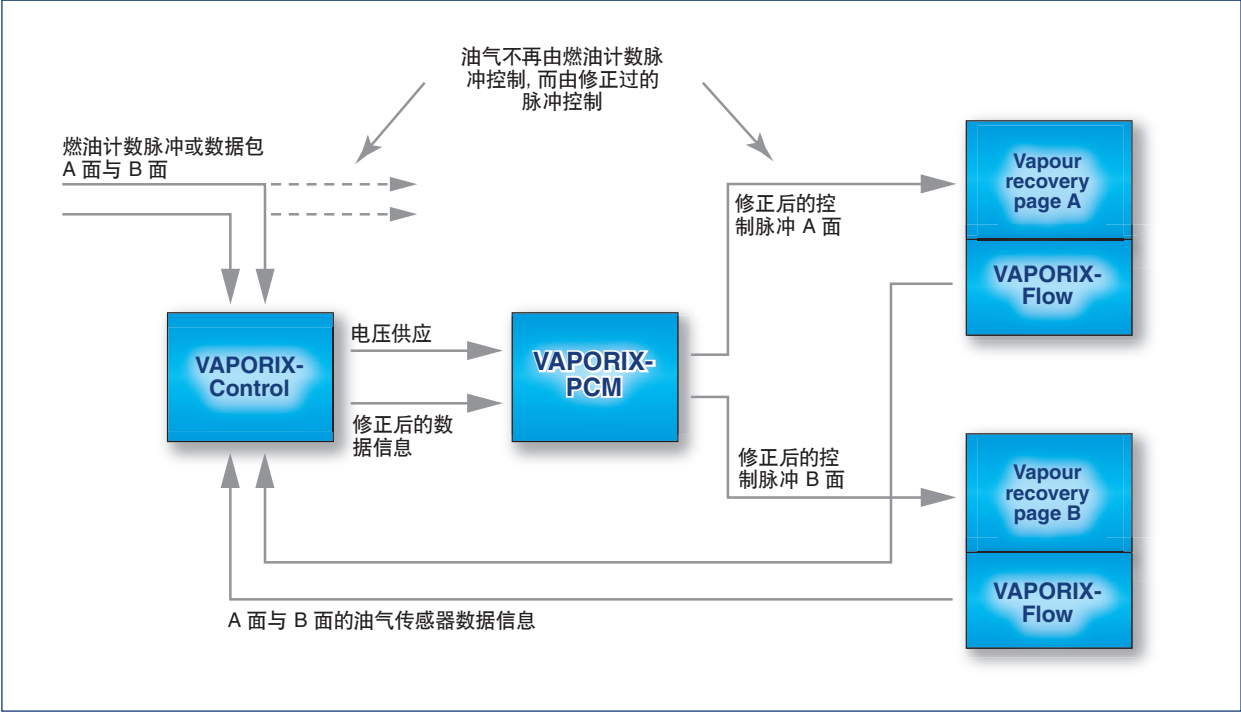 油气不再由燃油计数脉
冲控制, 而由修正过的
脉冲控制
燃油计数脉冲或数据包
A 面与 B 面
Vapour
recovery
page A
修正后的控
制脉冲 A 面
VAPORIX-
Flow
电压供应
VAPORIX-
Control
VAPORIX-
PCM
修正后的数
据信息
修正后的控
制脉冲 B 面
Vapour
recovery
page B
VAPORIX-
Flow
A 面与 B 面的油气传感器数据信息